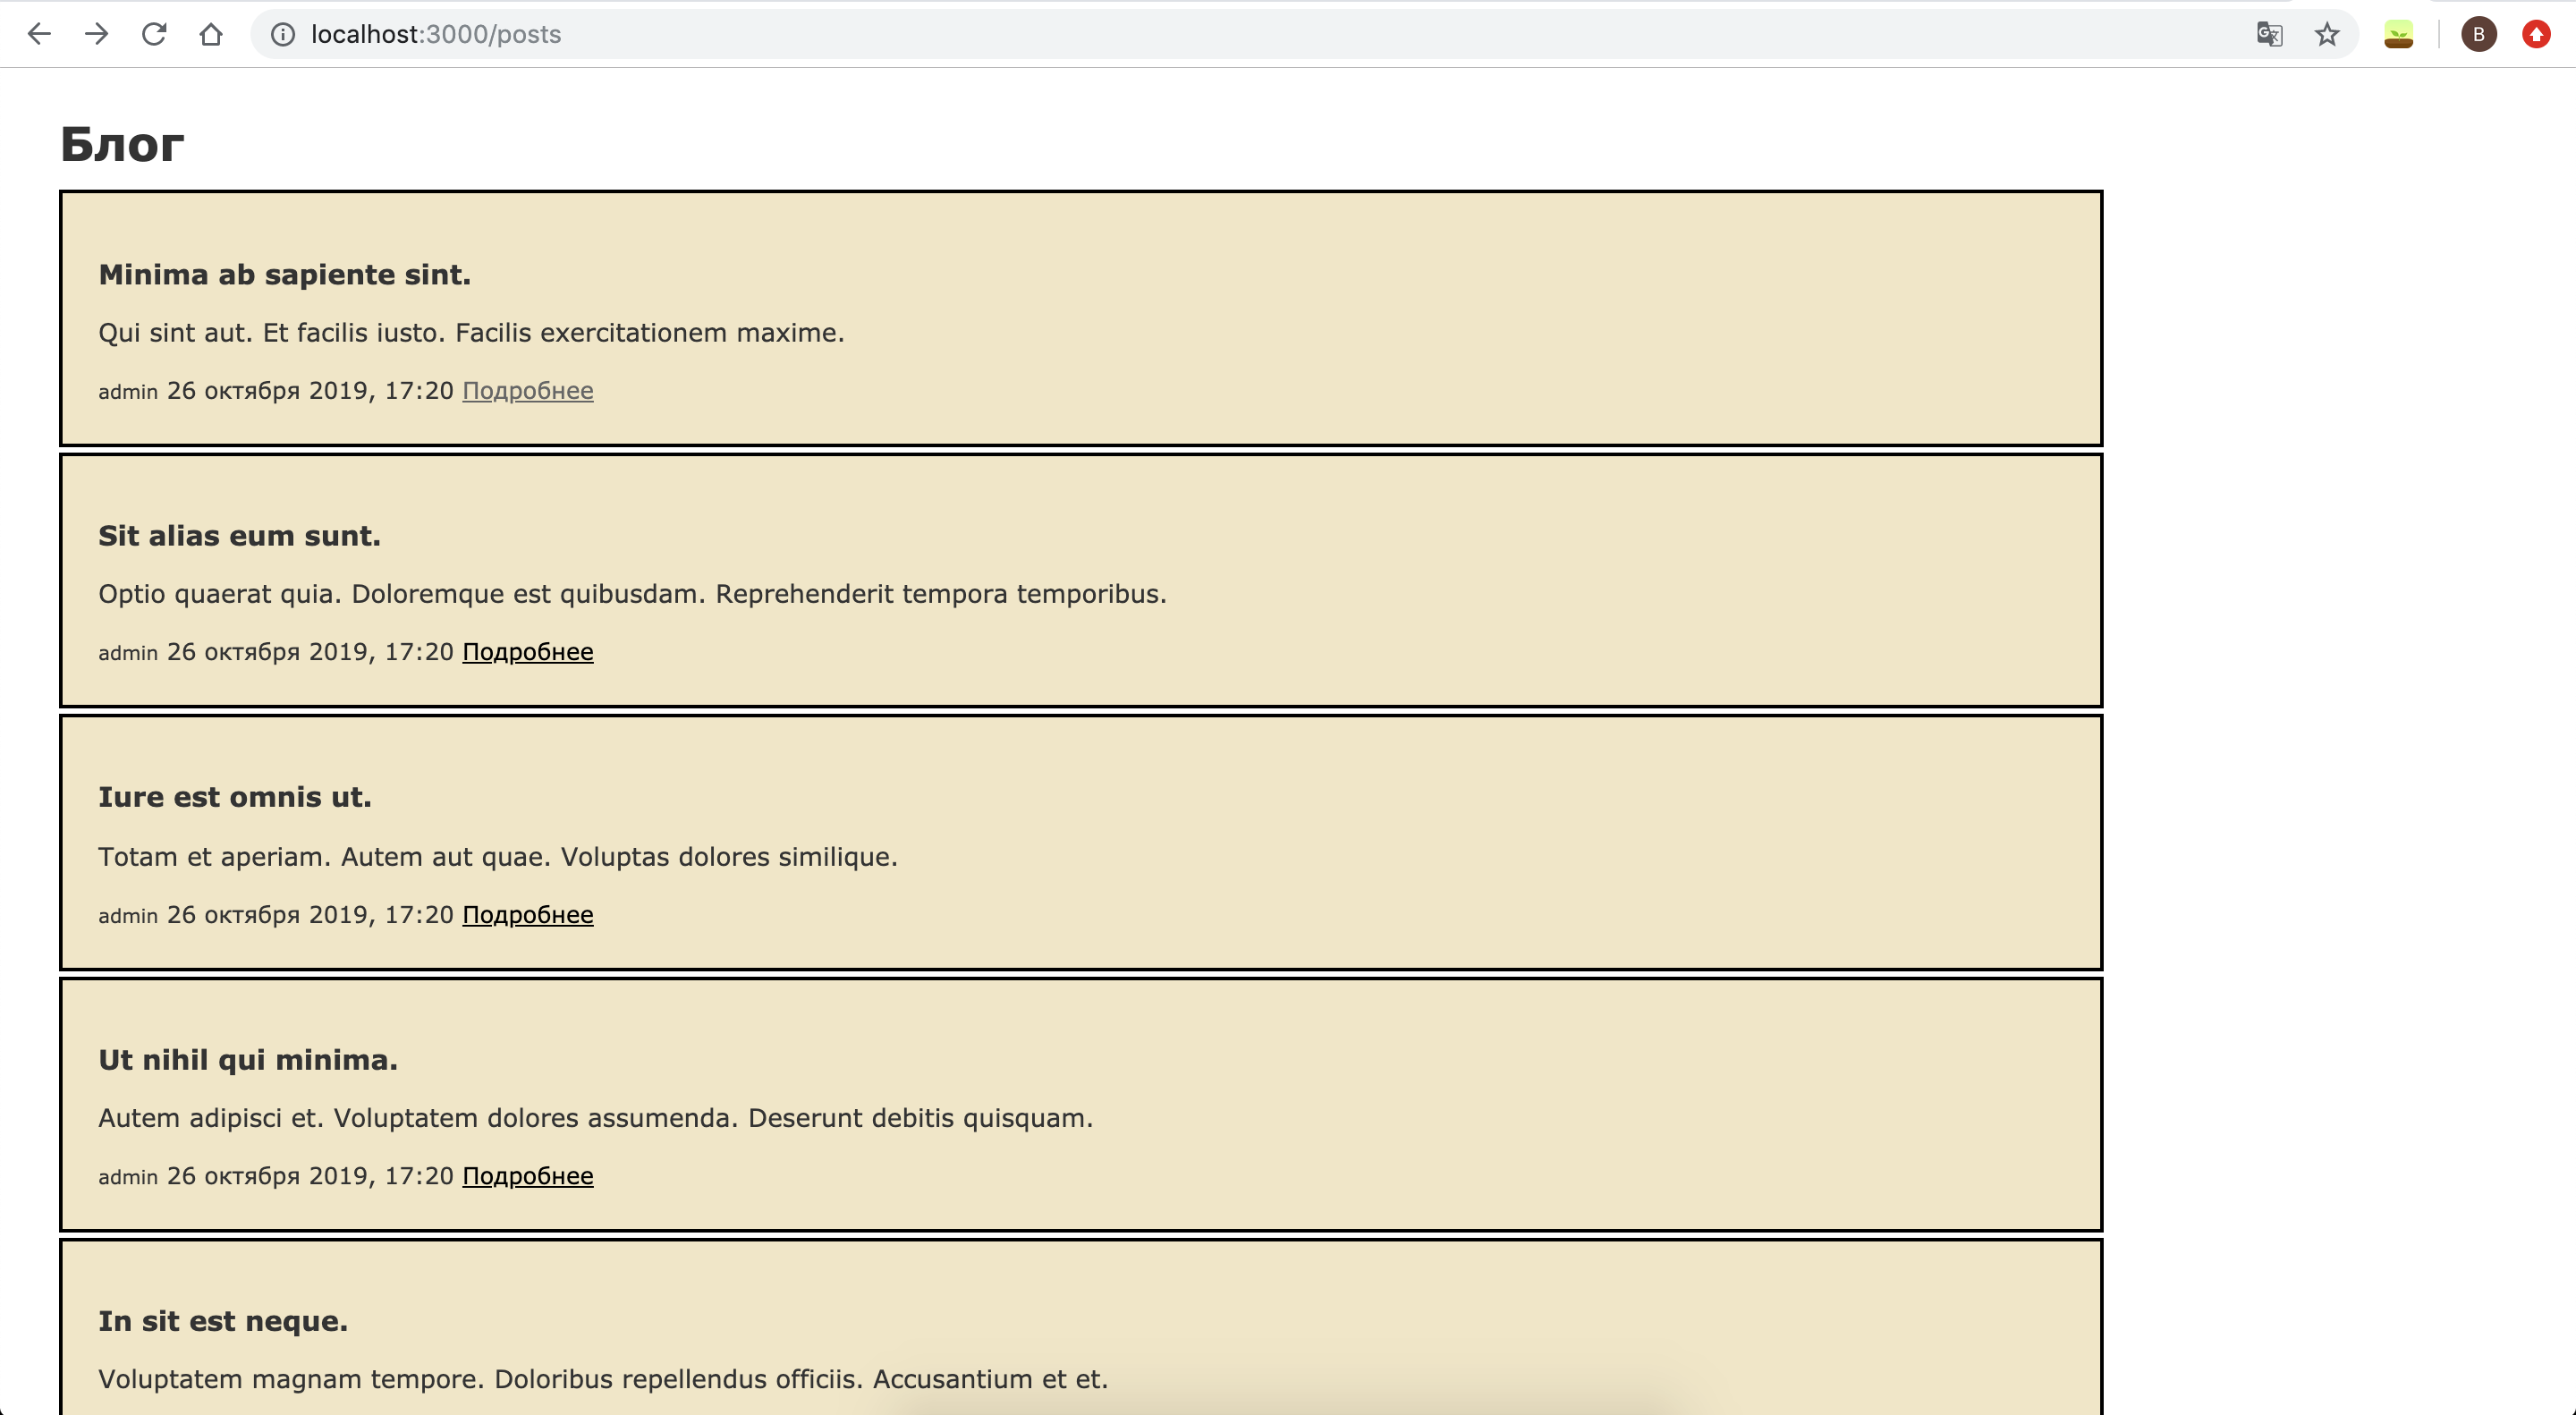 localhost:3000/posts
B
Блог
Minima ab sapiente sint.
Qui sint aut. Et facilis iusto. Facilis exercitationem maxime.
admin 26 октября 2019, 17:20 Подробнее
Sit alias eum sunt.
Optio quaerat quia. Doloremque est quibusdam. Reprehenderit tempora temporibus.
admin 26 октября 2019, 17:20 Подробнее
Iure est omnis ut.
Totam et aperiam. Autem aut quae. Voluptas dolores similique.
admin 26 октября 2019, 17:20 Подробнее
Ut nihil qui minima.
Autem adipisci et. Voluptatem dolores assumenda. Deserunt debitis quisquam.
admin 26 октября 2019, 17:20 Подробнее
In sit est neque.
Voluptatem magnam tempore. Doloribus repellendus officiis. Accusantium et et.